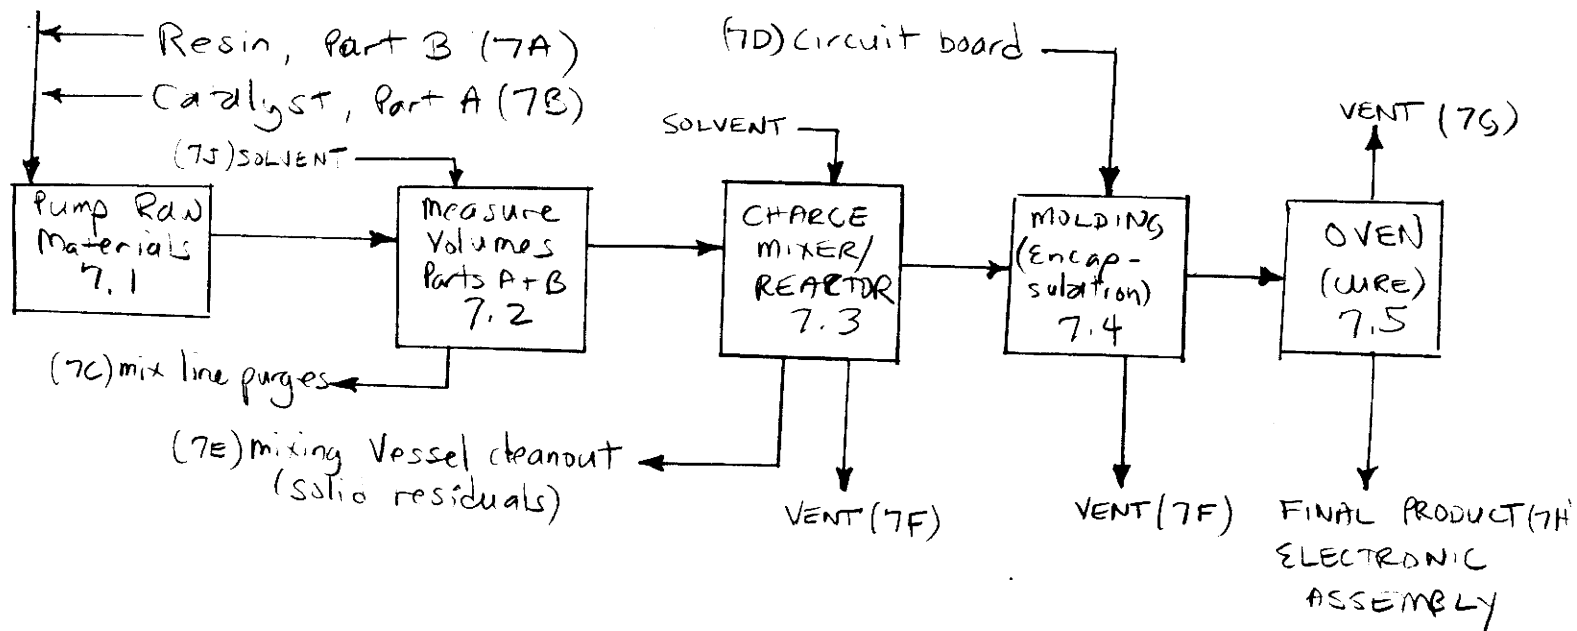 Resin, Part B (7A)
Catalyst, Part A (7B)
(7J) SOLVENT
SOLVENT
(7D) Circuit board
VENT (7G)
Pump Raw
Materials
7.1
Measure
Volumes
Parts A+B
7.2
CHARGE
MIXER/
REACTOR
7.3
MOLDING
(Encap-
sulation)
7.4
OVEN
(CURE)
7.5
(7C) mix line purges
(7E) mixing Vessel cleanout
(solid residuals)
VENT (7F)
VENT (7F)
FINAL PRODUCT (7H
ELECTRONIC
ASSEMBLY